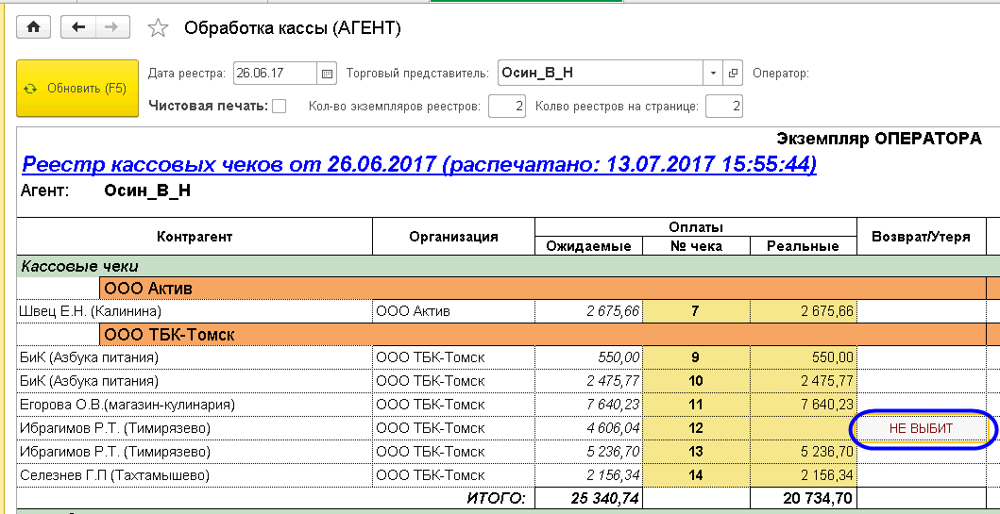 Обработка кассы (АГЕНТ)
Обновить (F5) Дата реестра: 26.06.17 Торговый представитель: Осин_В_Н Оператор:
Чистовая печать: Кол-во экземпляров реестров: 2 Колво реестров на странице: 2
Экземпляр ОПЕРАТОРА
Реестр кассовых чеков от 26.06.2017 (распечатано: 13.07.2017 15:55:44)
Агент: Осин_В_Н
Контрагент Организация Оплаты Возврат/Утеря
Ожидаемые № чека Реальные
Кассовые чеки
ООО Актив
Швец Е.Н. (Калинина) ООО Актив 2 675,66 7 2 675,66
ООО ТБК-Томск
БиК (Азбука питания) ООО ТБК-Томск 550,00 9 550,00
БиК (Азбука питания) ООО ТБК-Томск 2 475,77 10 2 475,77
Егорова О.В.(магазин-кулинария) ООО ТБК-Томск 7 640,23 11 7 640,23
Ибрагимов Р.Т. (Тимирязево) ООО ТБК-Томск 4 606,04 12 НЕ ВЫБИТ
Ибрагимов Р.Т. (Тимирязево) ООО ТБК-Томск 5 236,70 13 5 236,70
Селезнев Г.П (Тахтамышево) ООО ТБК-Томск 2 156,34 14 2 156,34
ИТОГО: 25 340,74 20 734,70